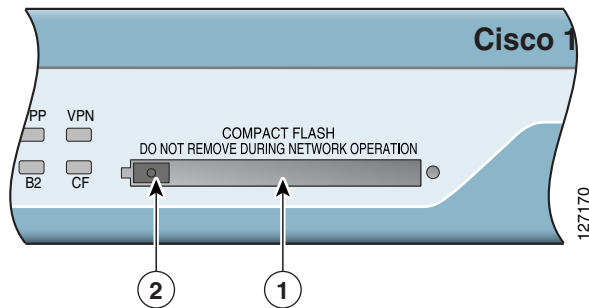 Cisco 1
PP VPN
COMPACT FLASH
DO NOT REMOVE DURING NETWORK OPERATION
B2 CF
127170
2 1